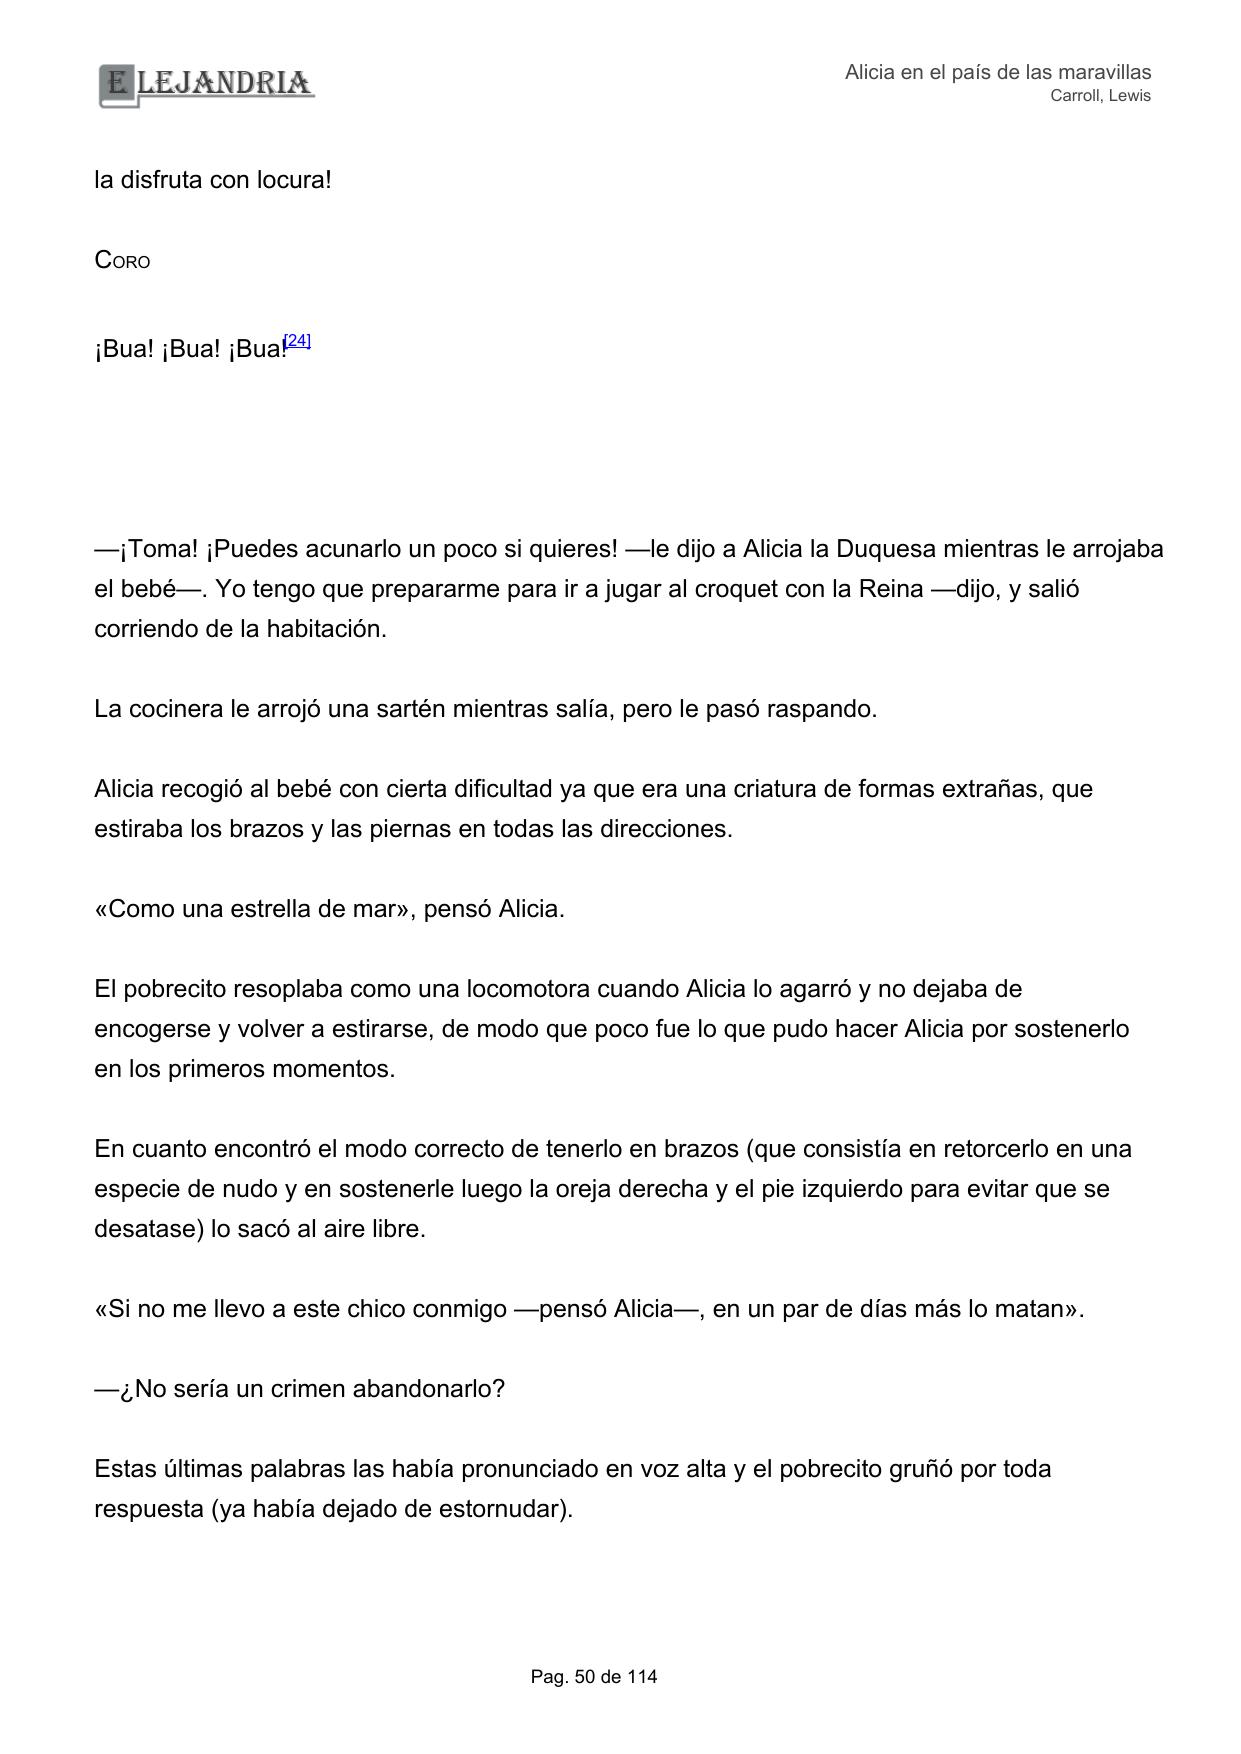 ELEJANDRIA
Alicia en el país de las maravillas
Carroll, Lewis
la disfruta con locura!
CORO
¡Bua! ¡Bua! ¡Bua![24]
—¡Toma! ¡Puedes acunarlo un poco si quieres! —le dijo a Alicia la Duquesa mientras le arrojaba
el bebé—. Yo tengo que prepararme para ir a jugar al croquet con la Reina —dijo, y salió
corriendo de la habitación.
La cocinera le arrojó una sartén mientras salía, pero le pasó raspando.
Alicia recogió al bebé con cierta dificultad ya que era una criatura de formas extrañas, que
estiraba los brazos y las piernas en todas las direcciones.
«Como una estrella de mar», pensó Alicia.
El pobrecito resoplaba como una locomotora cuando Alicia lo agarró y no dejaba de
encogerse y volver a estirarse, de modo que poco fue lo que pudo hacer Alicia por sostenerlo
en los primeros momentos.
En cuanto encontró el modo correcto de tenerlo en brazos (que consistía en retorcerlo en una
especie de nudo y en sostenerle luego la oreja derecha y el pie izquierdo para evitar que se
desatase) lo sacó al aire libre.
«Si no me llevo a este chico conmigo —pensó Alicia—, en un par de días más lo matan».
—¿No sería un crimen abandonarlo?
Estas últimas palabras las había pronunciado en voz alta y el pobrecito gruñó por toda
respuesta (ya había dejado de estornudar).
Pag. 50 de 114